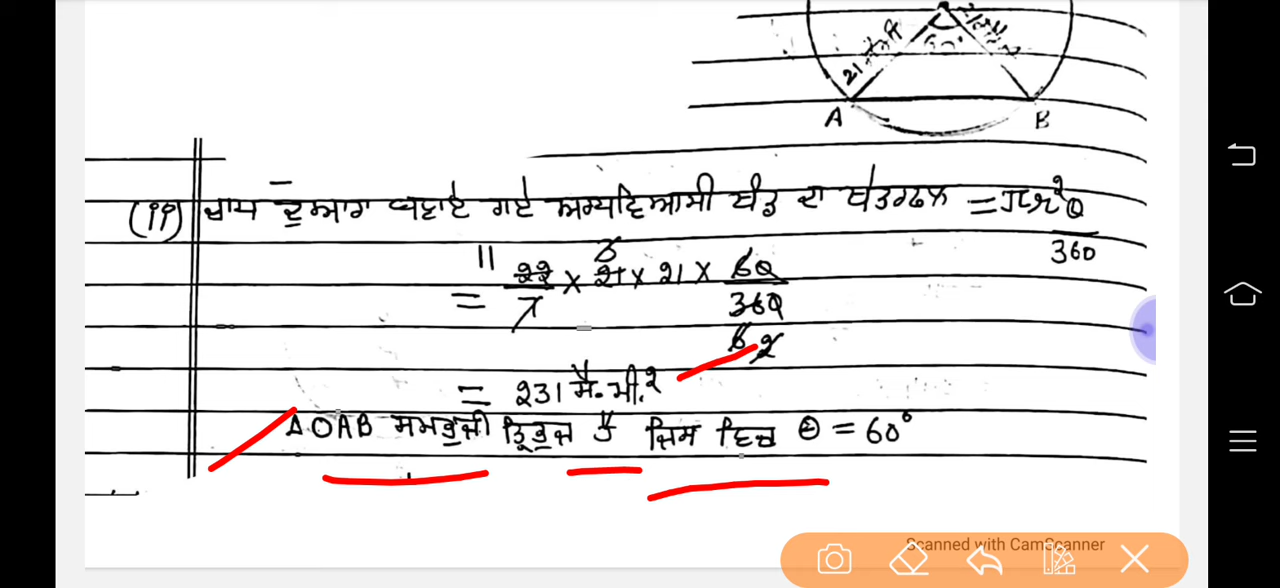 21 ਸੈ.ਮੀ
60°
A B
(ii) ਚਾਪ ਦੁਆਰਾ ਬਣਾਏ ਗਏ ਅਰਧਵਿਆਸੀ ਖੰਡ ਦਾ ਖੇਤਰਫਲ = πr²θ/360
= 22/7 × 21 × 21 × 60/360
= 231 ਸੈ.ਮੀ.²
ΔOAB ਸਮਭੁਜੀ ਤ੍ਰਿਭੁਜ ਹੈ ਜਿਸ ਵਿਚ θ = 60°
Scanned with CamScanner